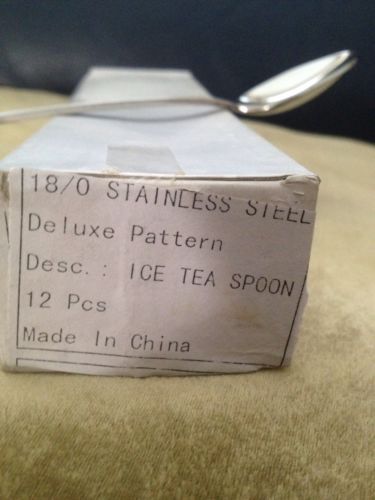 18/0 STAINLESS STEEL
Deluxe Pattern
Desc.: ICE TEA SPOON
12 Pcs
Made In China